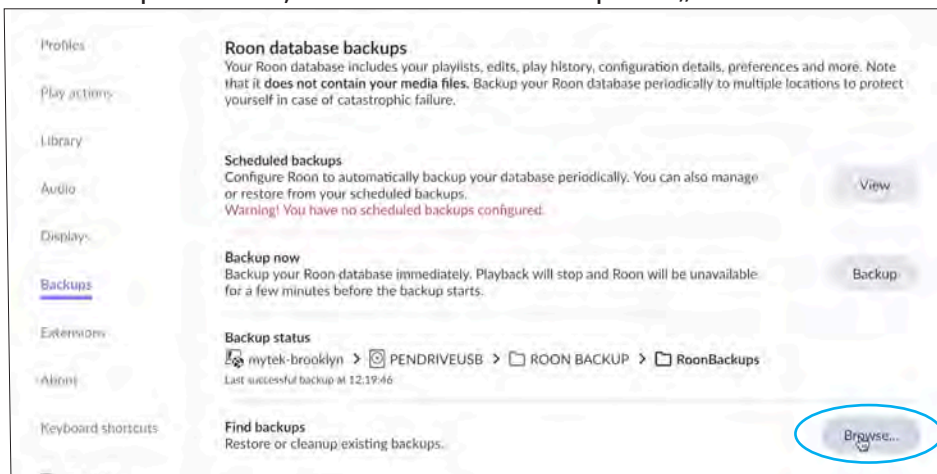 Profiles
Play actions
Library
Audio
Displays
Backups
Extensions
About
Keyboard shortcuts
Roon database backups
Your Roon database includes your playlists, edits, play history, configuration details, preferences and more. Note
that it does not contain your media files. Backup your Roon database periodically to multiple locations to protect
yourself in case of catastrophic failure.
Scheduled backups
Configure Roon to automatically backup your database periodically. You can also manage
or restore from your scheduled backups.
Warning! You have no scheduled backups configured.
View
Backup now
Backup your Roon database immediately. Playback will stop and Roon will be unavailable
for a few minutes before the backup starts.
Backup
Backup status
mytek-brooklyn > PENDRIVEUSB > ROON BACKUP > RoonBackups
Last successful backup at 12:19:46
Find backups
Restore or cleanup existing backups.
Browse...